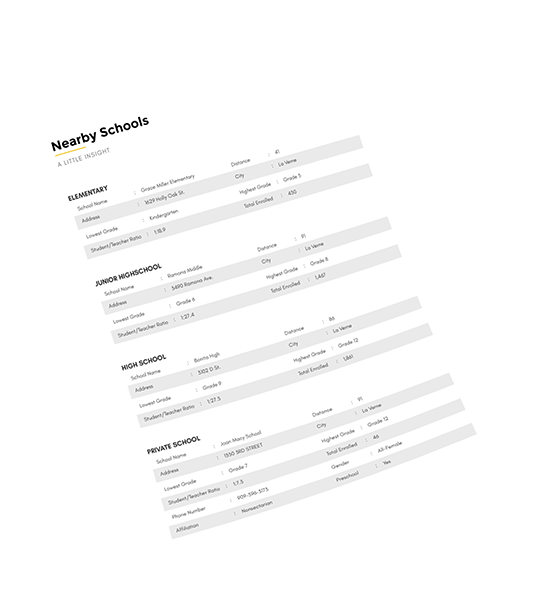 Nearby Schools
A LITTLE INSIGHT
ELEMENTARY
School Name : Grace Miller Elementary Distance : .41
Address : 1629 Holly Oak St. City : La Verne
Lowest Grade : Kindergarten Highest Grade : Grade 5
Student/Teacher Ratio : 1:18.9 Total Enrolled : 450
JUNIOR HIGHSCHOOL
School Name : Ramona Middle Distance : .91
Address : 3490 Ramona Ave. City : La Verne
Lowest Grade : Grade 6 Highest Grade : Grade 8
Student/Teacher Ratio : 1:27.4 Total Enrolled : 1,467
HIGH SCHOOL
School Name : Bonita High Distance : .86
Address : 3102 D St. City : La Verne
Lowest Grade : Grade 9 Highest Grade : Grade 12
Student/Teacher Ratio : 1:27.5 Total Enrolled : 1,861
PRIVATE SCHOOL
School Name : Joan Macy School Distance : .91
Address : 1350 3RD STREET City : La Verne
Lowest Grade : Grade 7 Highest Grade : Grade 12
Student/Teacher Ratio : 1:7.5 Total Enrolled : 46
Phone Number : 909-596-3173 Gender : All-Female
Affiliation : Nonsectarian Preschool : Yes